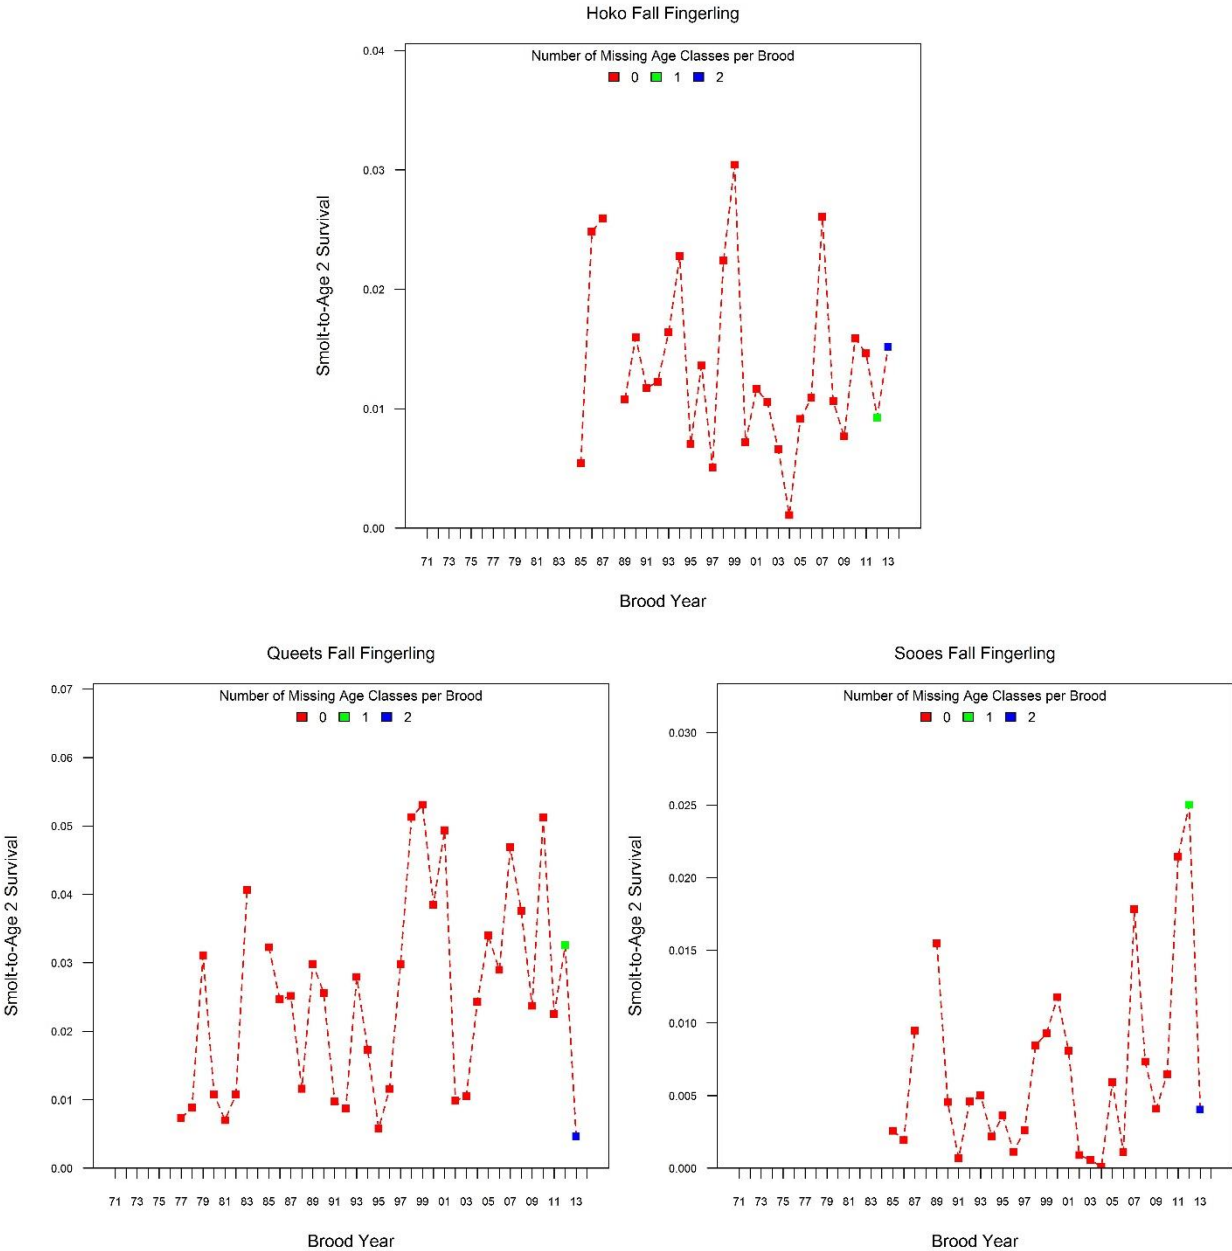 Hoko Fall Fingerling
Number of Missing Age Classes per Brood
0 1 2
Smolt-to-Age 2 Survival
0.04
0.03
0.02
0.01
0.00
71 73 75 77 79 81 83 85 87 89 91 93 95 97 99 01 03 05 07 09 11 13
Brood Year
Queets Fall Fingerling
Number of Missing Age Classes per Brood
0 1 2
Smolt-to-Age 2 Survival
0.07
0.06
0.05
0.04
0.03
0.02
0.01
0.00
71 73 75 77 79 81 83 85 87 89 91 93 95 97 99 01 03 05 07 09 11 13
Brood Year
Sooes Fall Fingerling
Number of Missing Age Classes per Brood
0 1 2
Smolt-to-Age 2 Survival
0.030
0.025
0.020
0.015
0.010
0.005
0.000
71 73 75 77 79 81 83 85 87 89 91 93 95 97 99 01 03 05 07 09 11 13
Brood Year